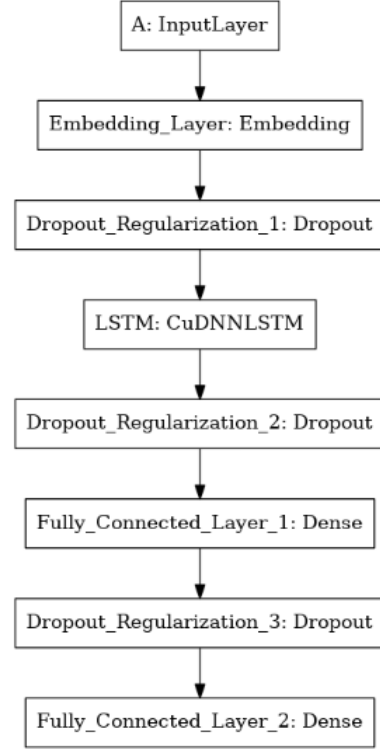 A: InputLayer
Embedding_Layer: Embedding
Dropout_Regularization_1: Dropout
LSTM: CuDNNLSTM
Dropout_Regularization_2: Dropout
Fully_Connected_Layer_1: Dense
Dropout_Regularization_3: Dropout
Fully_Connected_Layer_2: Dense